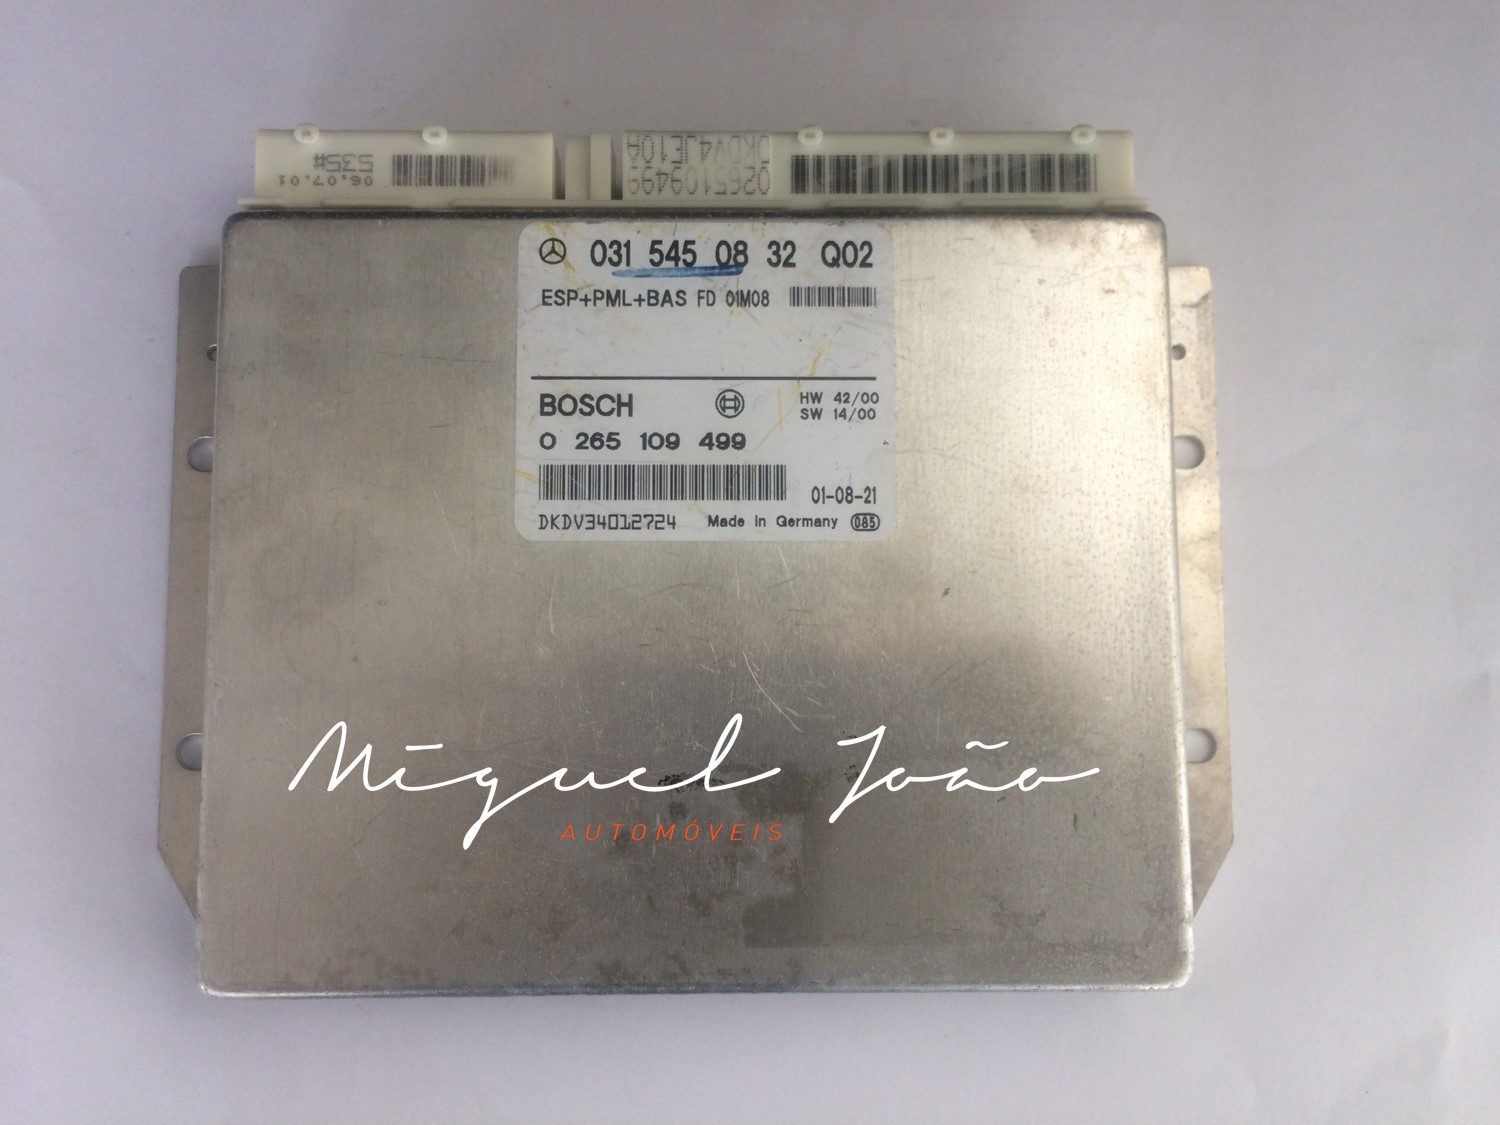 535#
06.07.01
0265109499
DKDV4JE10A
031 545 08 32 Q02
ESP+PML+BAS FD 01M08
BOSCH
HW 42/00
SW 14/00
0 265 109 499
01-08-21
DKDV34012724 Made in Germany 085
Miguel João
AUTOMÓVEIS